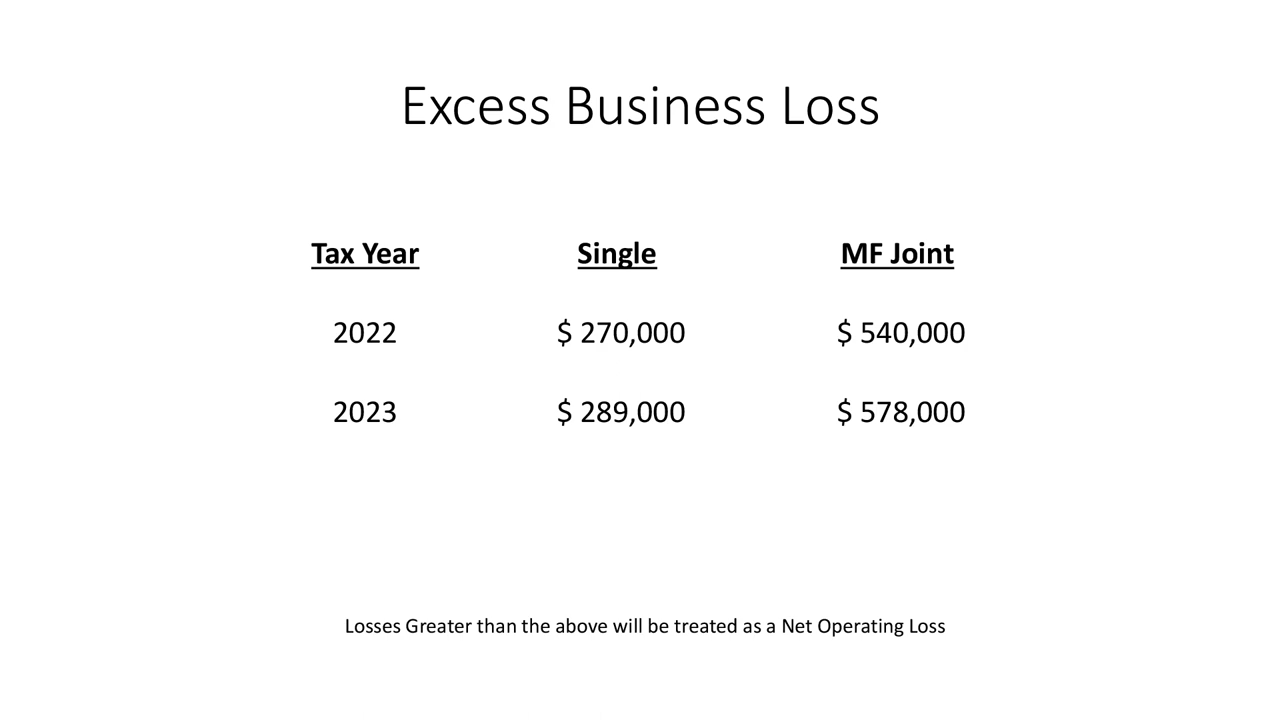 Excess Business Loss
Tax Year Single MF Joint
2022 $ 270,000 $ 540,000
2023 $ 289,000 $ 578,000
Losses Greater than the above will be treated as a Net Operating Loss